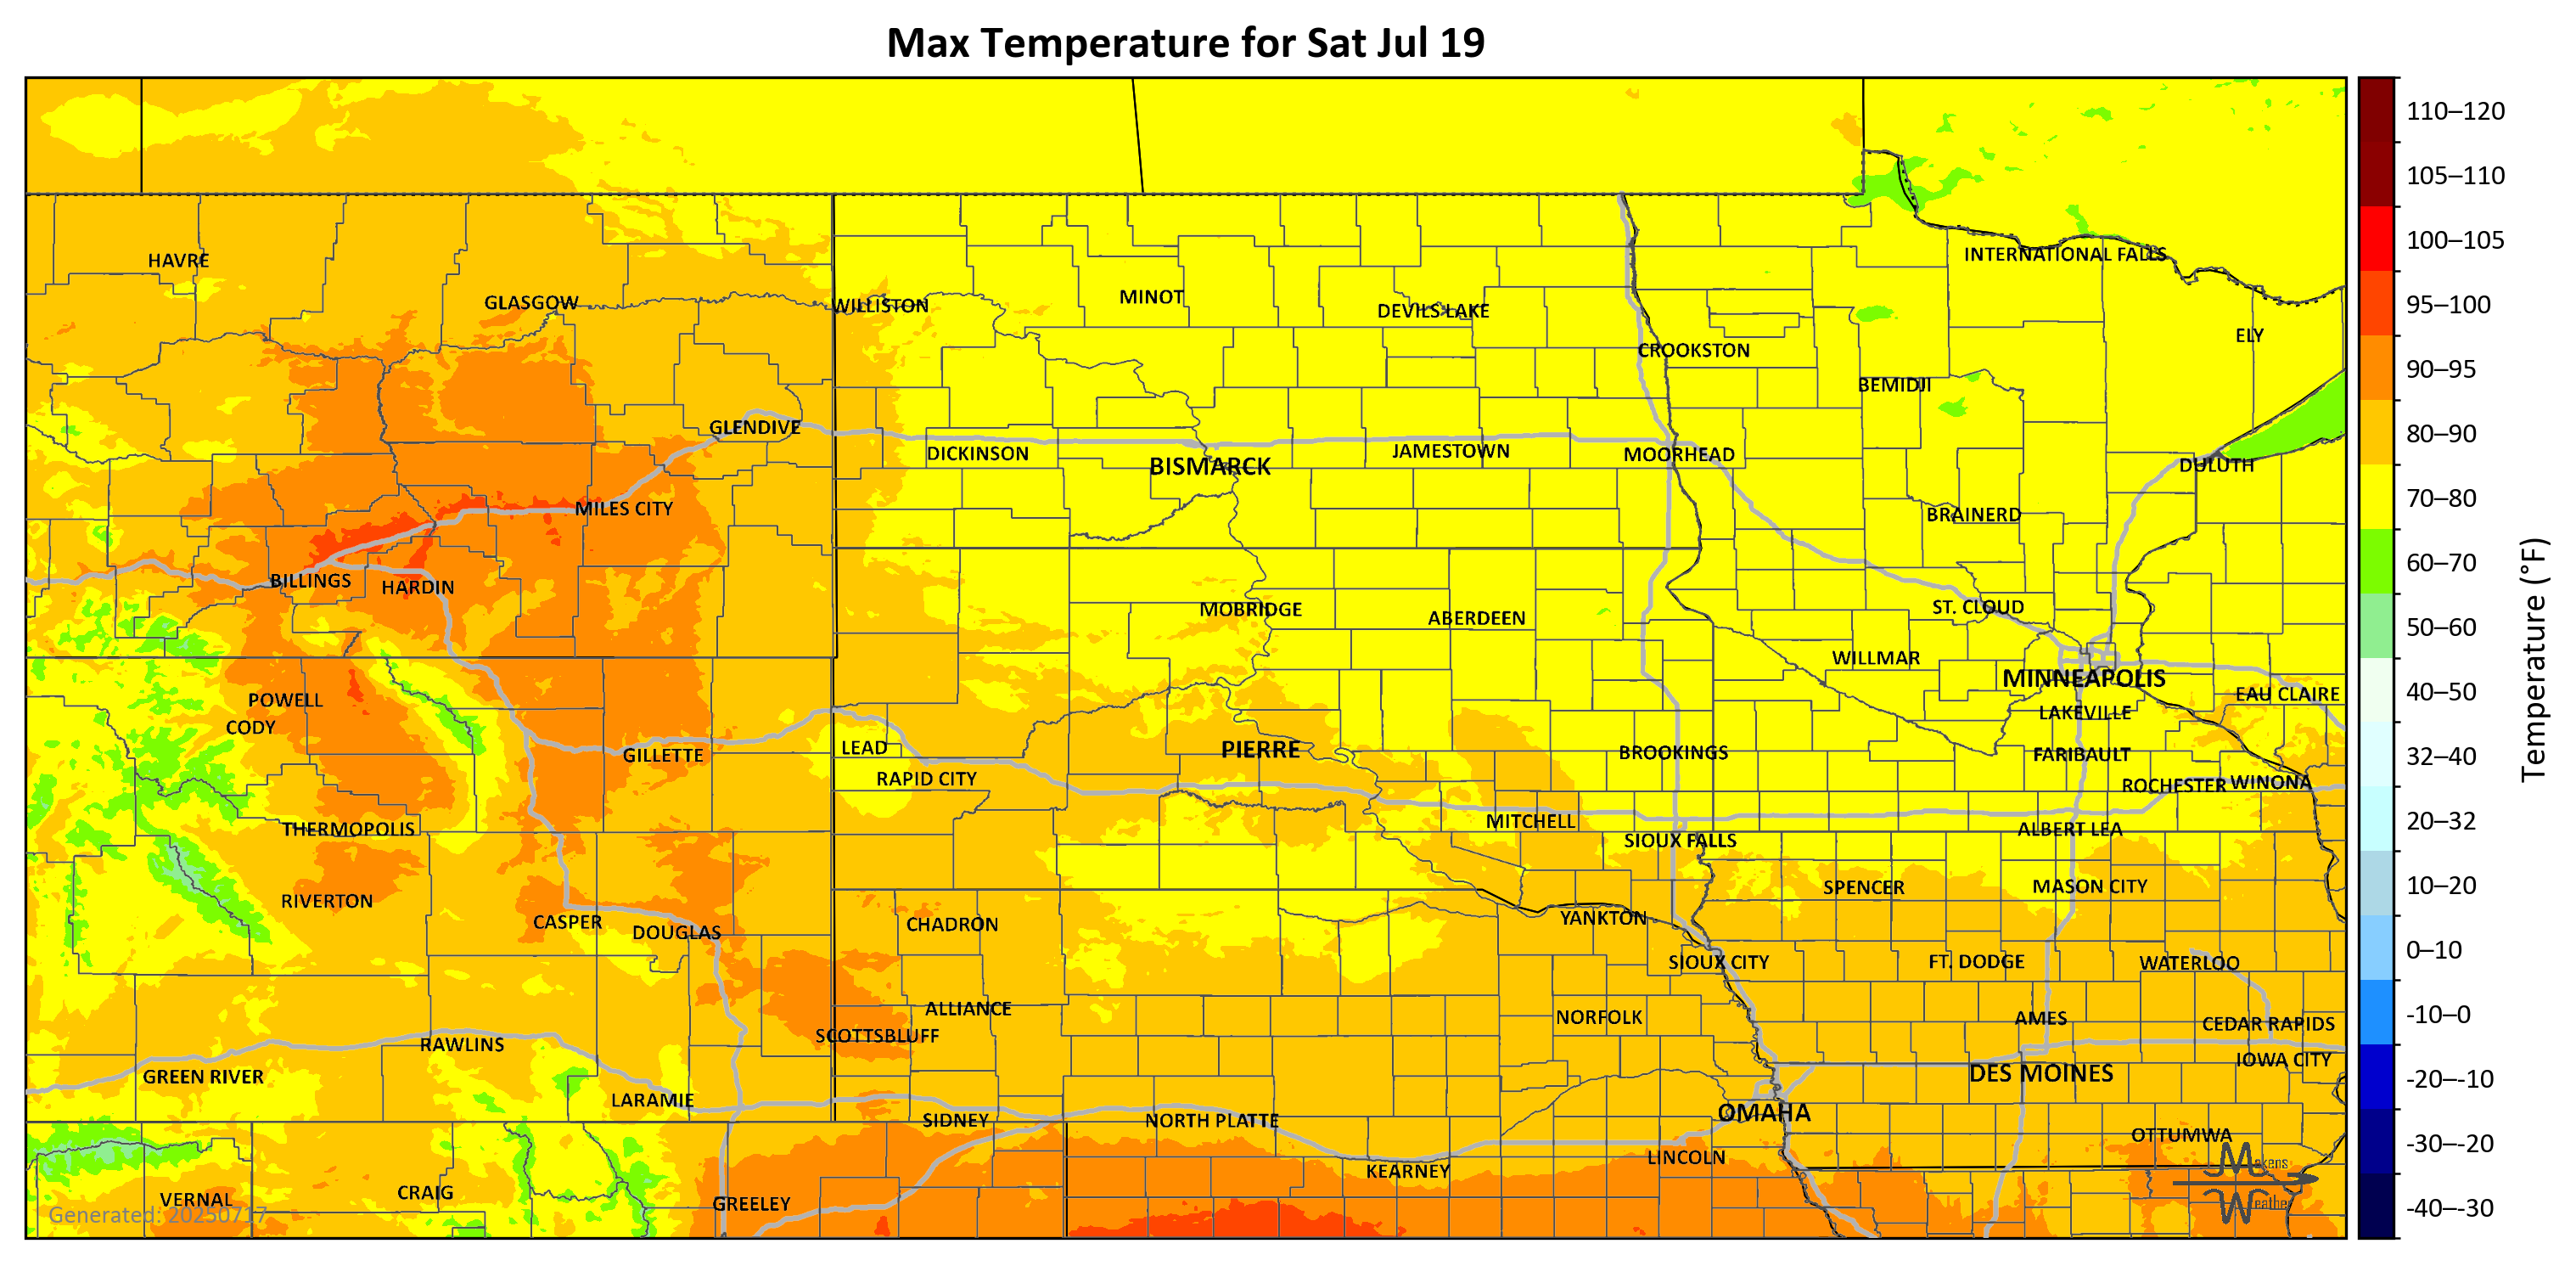 Max Temperature for Sat Jul 19
HAVRE
GLASGOW
WILLISTON
MINOT
DEVILS LAKE
CROOKSTON
INTERNATIONAL FALLS
ELY
BEMIDJI
GLENDIVE
DICKINSON
BISMARCK
JAMESTOWN
MOORHEAD
DULUTH
MILES CITY
BRAINERD
BILLINGS
HARDIN
MOBRIDGE
ABERDEEN
ST. CLOUD
WILLMAR
MINNEAPOLIS
EAU CLAIRE
POWELL
CODY
LAKEVILLE
GILLETTE
LEAD
RAPID CITY
PIERRE
BROOKINGS
FARIBAULT
ROCHESTER
WINONA
THERMOPOLIS
MITCHELL
SIOUX FALLS
ALBERT LEA
RIVERTON
CASPER
DOUGLAS
CHADRON
YANKTON
SPENCER
MASON CITY
SIOUX CITY
FT. DODGE
WATERLOO
ALLIANCE
SCOTTSBLUFF
NORFOLK
AMES
CEDAR RAPIDS
IOWA CITY
RAWLINS
GREEN RIVER
LARAMIE
SIDNEY
NORTH PLATTE
OMAHA
DES MOINES
OTTUMWA
KEARNEY
LINCOLN
VERNAL
CRAIG
GREELEY
Generated: 20250717
Makens
Weather
110–120
105–110
100–105
95–100
90–95
80–90
70–80
60–70
50–60
40–50
32–40
20–32
10–20
0–10
-10–0
-20–-10
-30–-20
-40–-30
Temperature (°F)